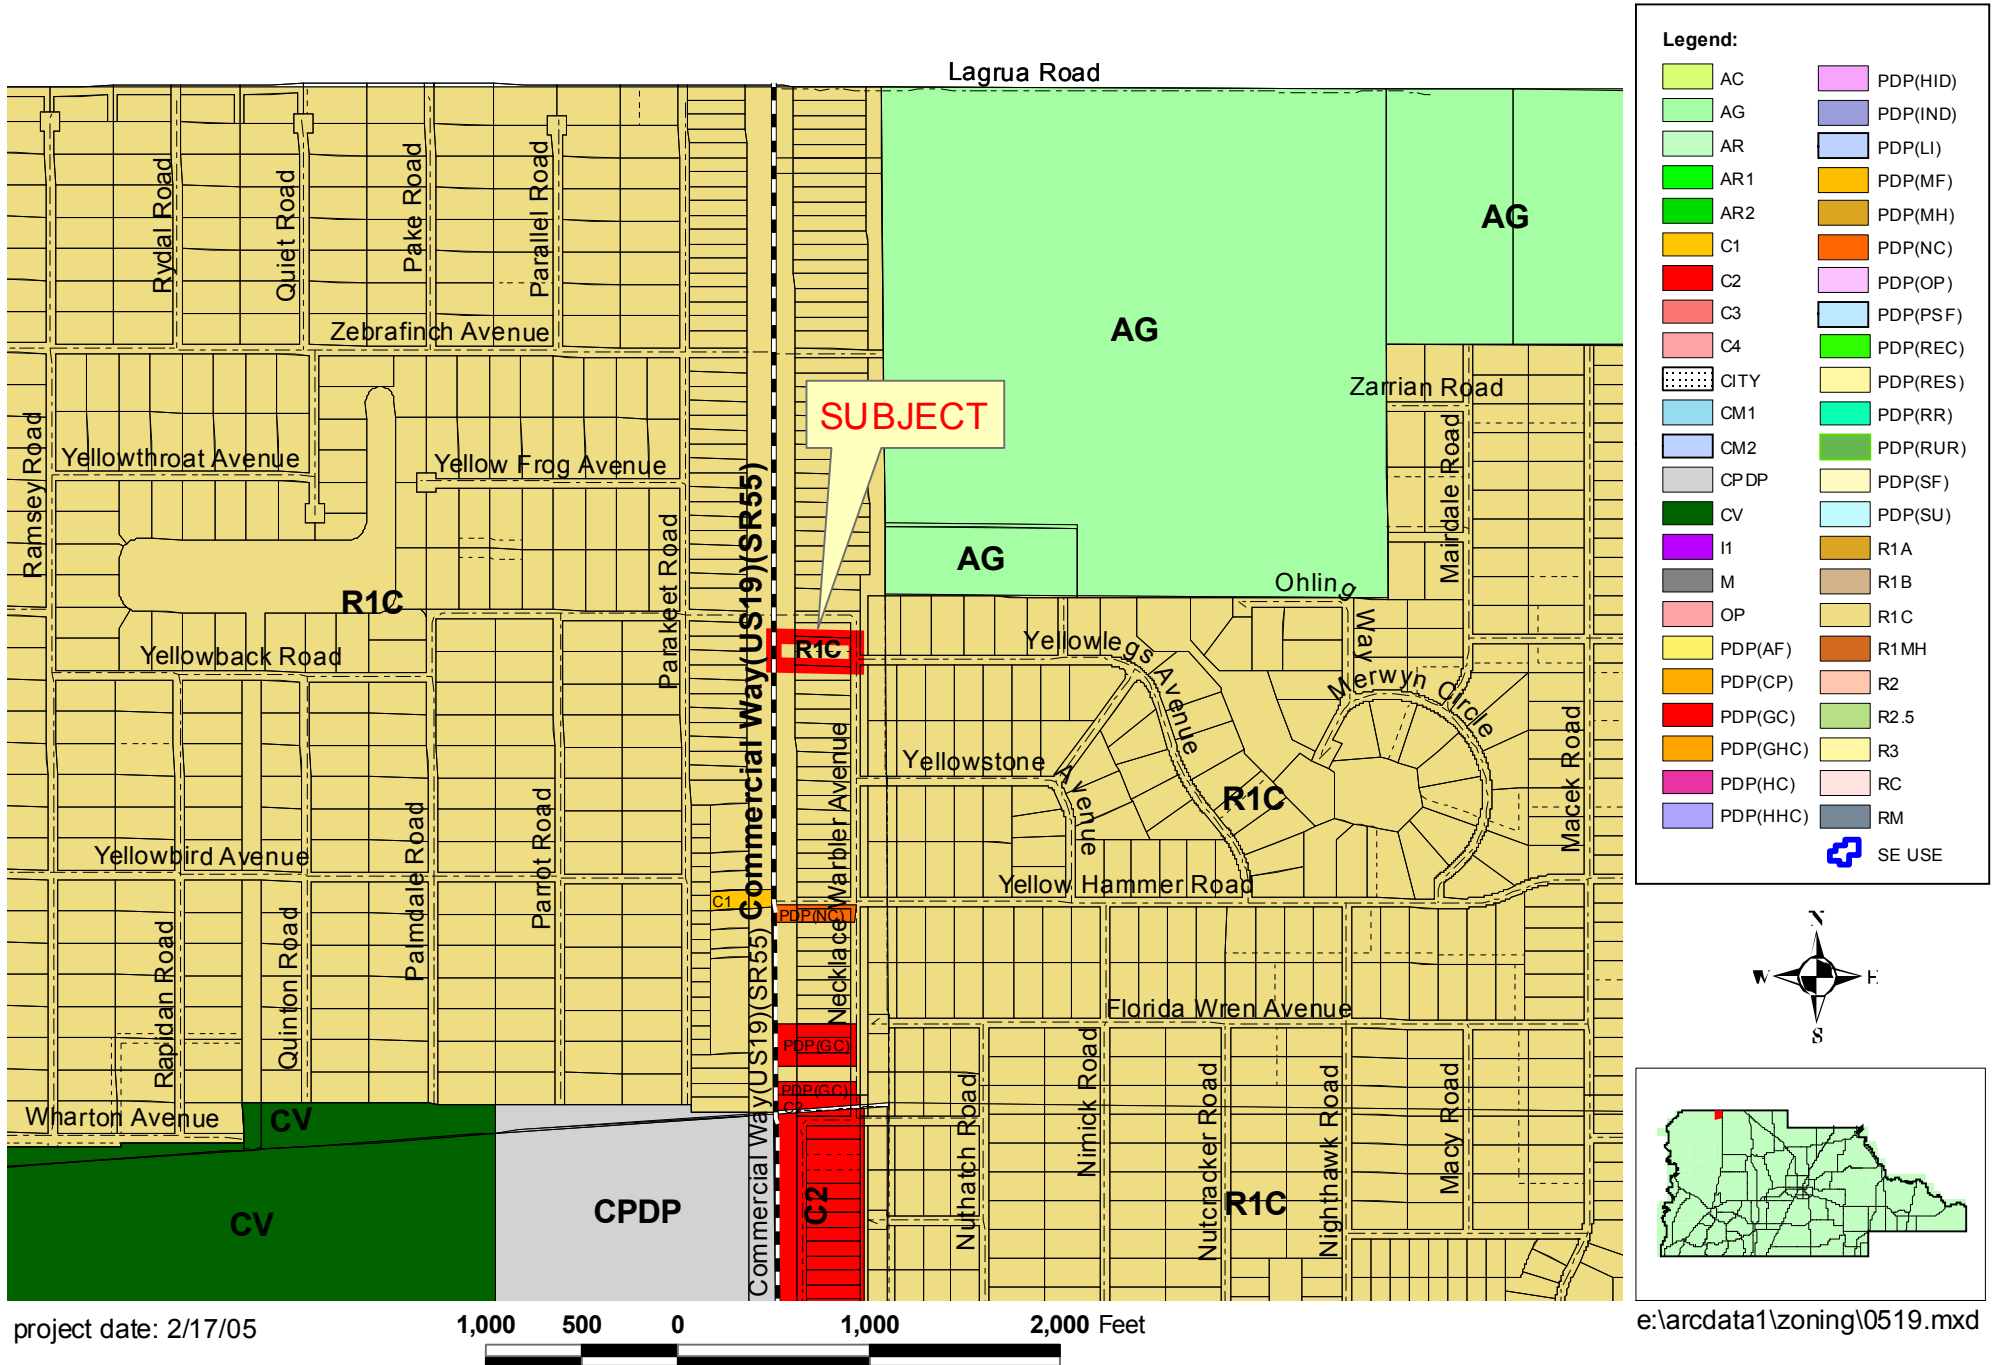 Lagrua Road
Rydal Road
Quiet Road
Pake Road
Parallel Road
AG
AG
Zebrafinch Avenue
Zarrian Road
SUBJECT
Ramsey Road
Yellowthroat Avenue
Yellow Frog Avenue
Mairdale Road
Parakeet Road
Commercial Way(US19)(SR55)
AG
Ohling Way
R1C
R1C
Yellowback Road
Yellowlegs Avenue
Merwyn Circle
Necklace Warbler Avenue
Yellowstone Avenue
R1C
Macek Road
Palmdale Road
Parrot Road
Yellowbird Avenue
Yellow Hammer Road
C1
PDP(NC)
Rapidan Road
Quinton Road
Commercial Way(US19)(SR55)
Florida Wren Avenue
PDP(GC)
PDP(GC)
C2
Nuthatch Road
Nimick Road
Nutcracker Road
Nighthawk Road
Macy Road
Wharton Avenue
CV
CV
CPDP
C2
R1C
Legend:
AC
AG
AR
AR1
AR2
C1
C2
C3
C4
CITY
CM1
CM2
CPDP
CV
I1
M
OP
PDP(AF)
PDP(CP)
PDP(GC)
PDP(GHC)
PDP(HC)
PDP(HHC)
PDP(HID)
PDP(IND)
PDP(LI)
PDP(MF)
PDP(MH)
PDP(NC)
PDP(OP)
PDP(PSF)
PDP(REC)
PDP(RES)
PDP(RR)
PDP(RUR)
PDP(SF)
PDP(SU)
R1A
R1B
R1C
R1MH
R2
R2.5
R3
RC
RM
SE USE
N
W E
S
project date: 2/17/05
1,000 500 0 1,000 2,000 Feet
e:\arcdata1\zoning\0519.mxd